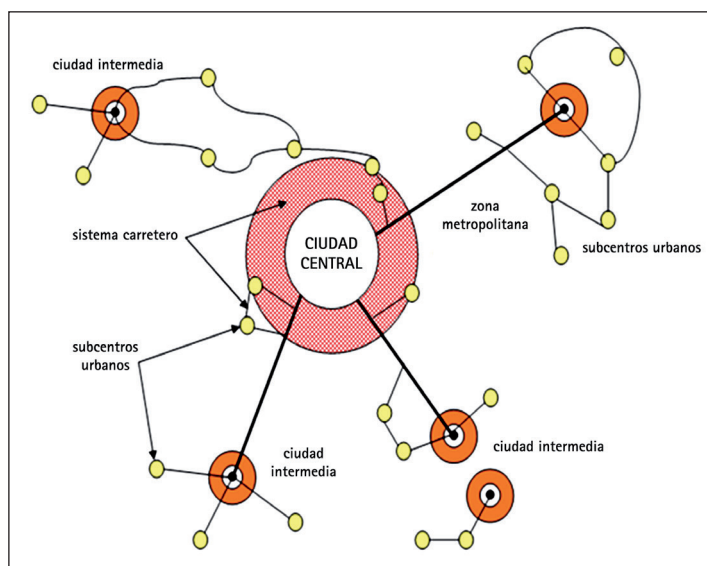 ciudad intermedia
sistema carretero
CIUDAD
CENTRAL
zona
metropolitana
subcentros urbanos
subcentros
urbanos
ciudad
intermedia
ciudad intermedia